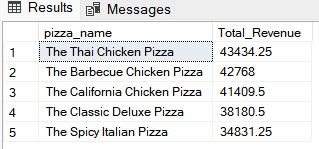 Results Messages
pizza_name Total_Revenue
1 The Thai Chicken Pizza 43434.25
2 The Barbecue Chicken Pizza 42768
3 The California Chicken Pizza 41409.5
4 The Classic Deluxe Pizza 38180.5
5 The Spicy Italian Pizza 34831.25